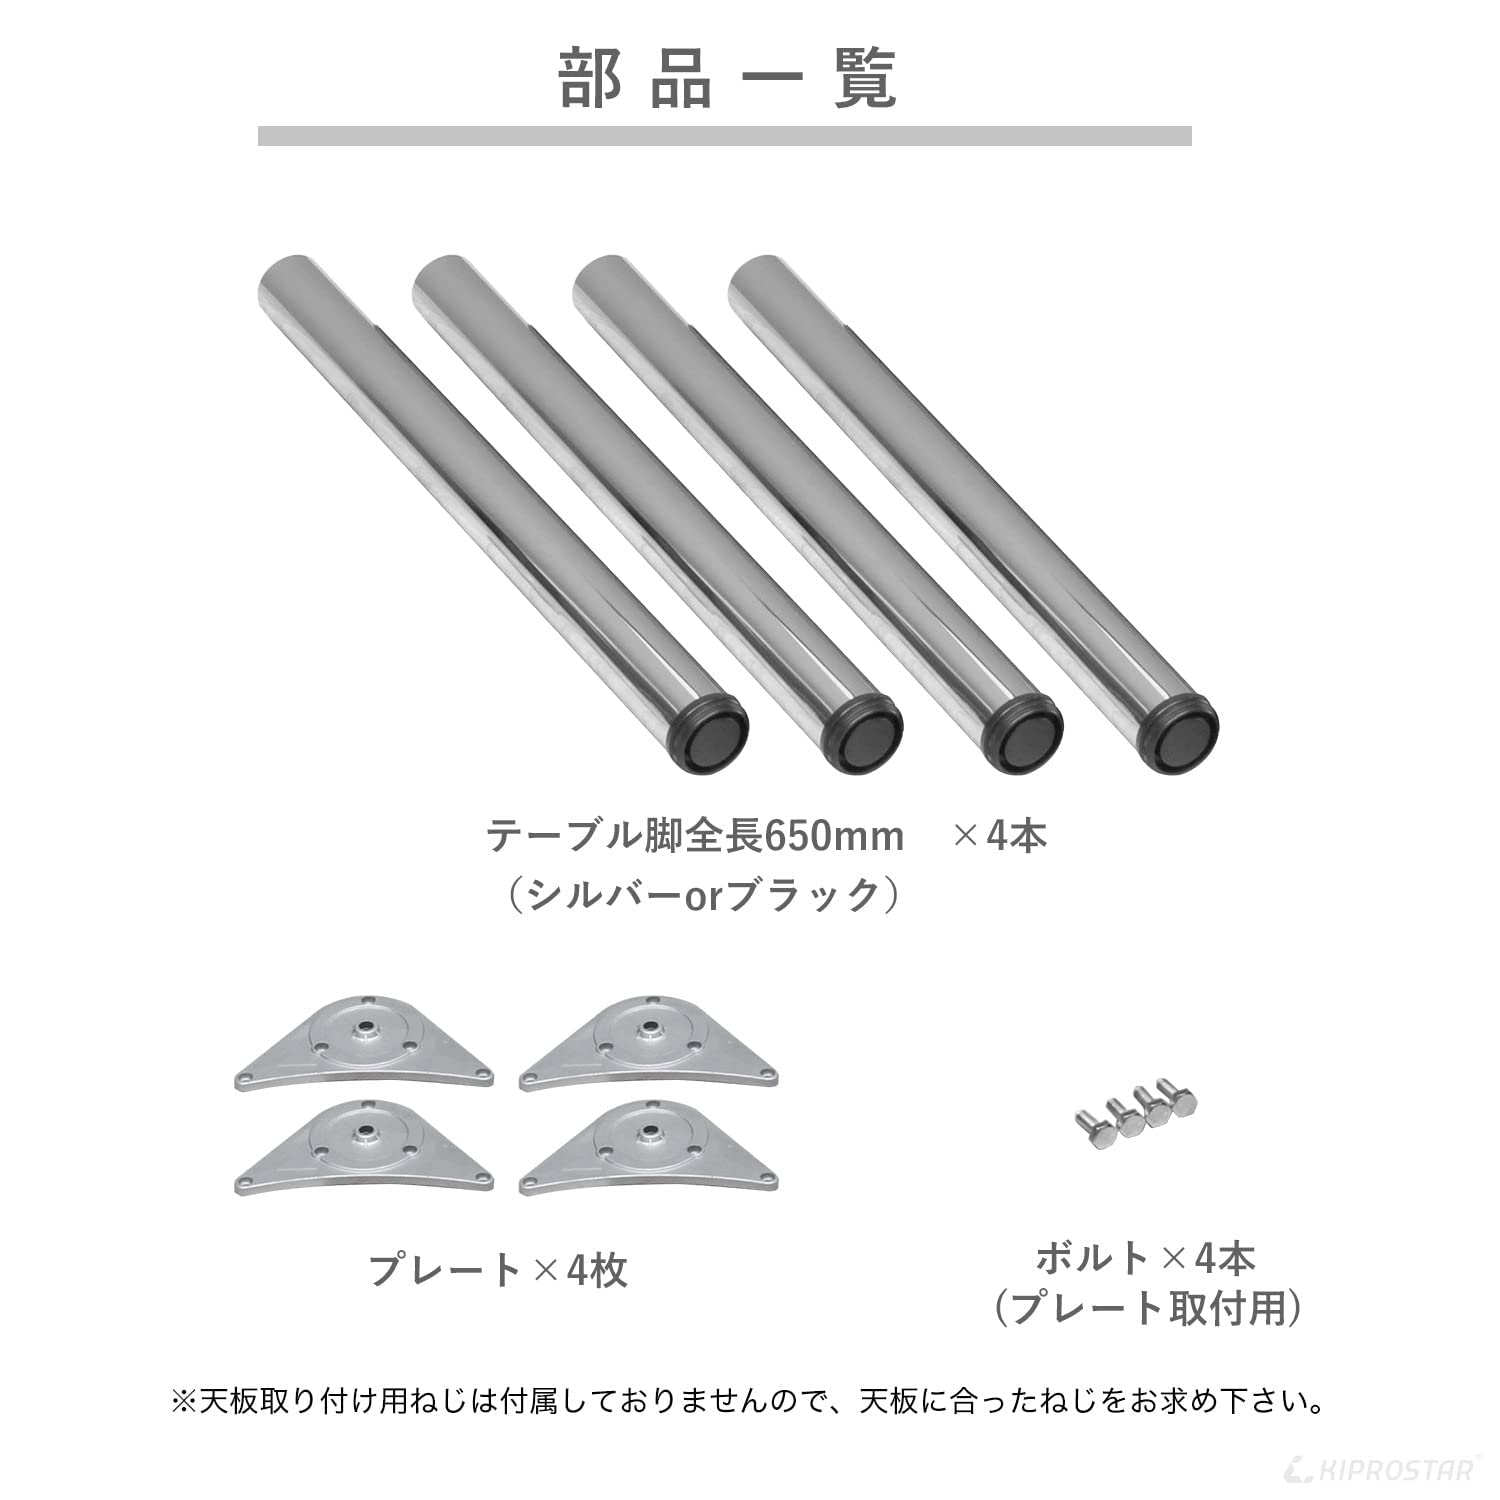 部品一覧
テーブル脚全長650mm ×4本
（シルバーorブラック）
プレート×4枚
ボルト×4本
(プレート取付用)
※天板取り付け用ねじは付属しておりませんので、天板に合ったねじをお求め下さい。
KIPROSTAR